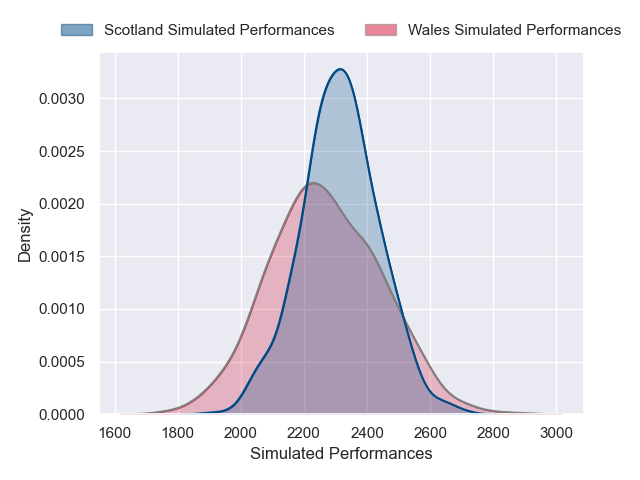 Scotland Simulated Performances Wales Simulated Performances
0.0030
0.0025
0.0020
0.0015
0.0010
0.0005
0.0000
Density
1600 1800 2000 2200 2400 2600 2800 3000
Simulated Performances